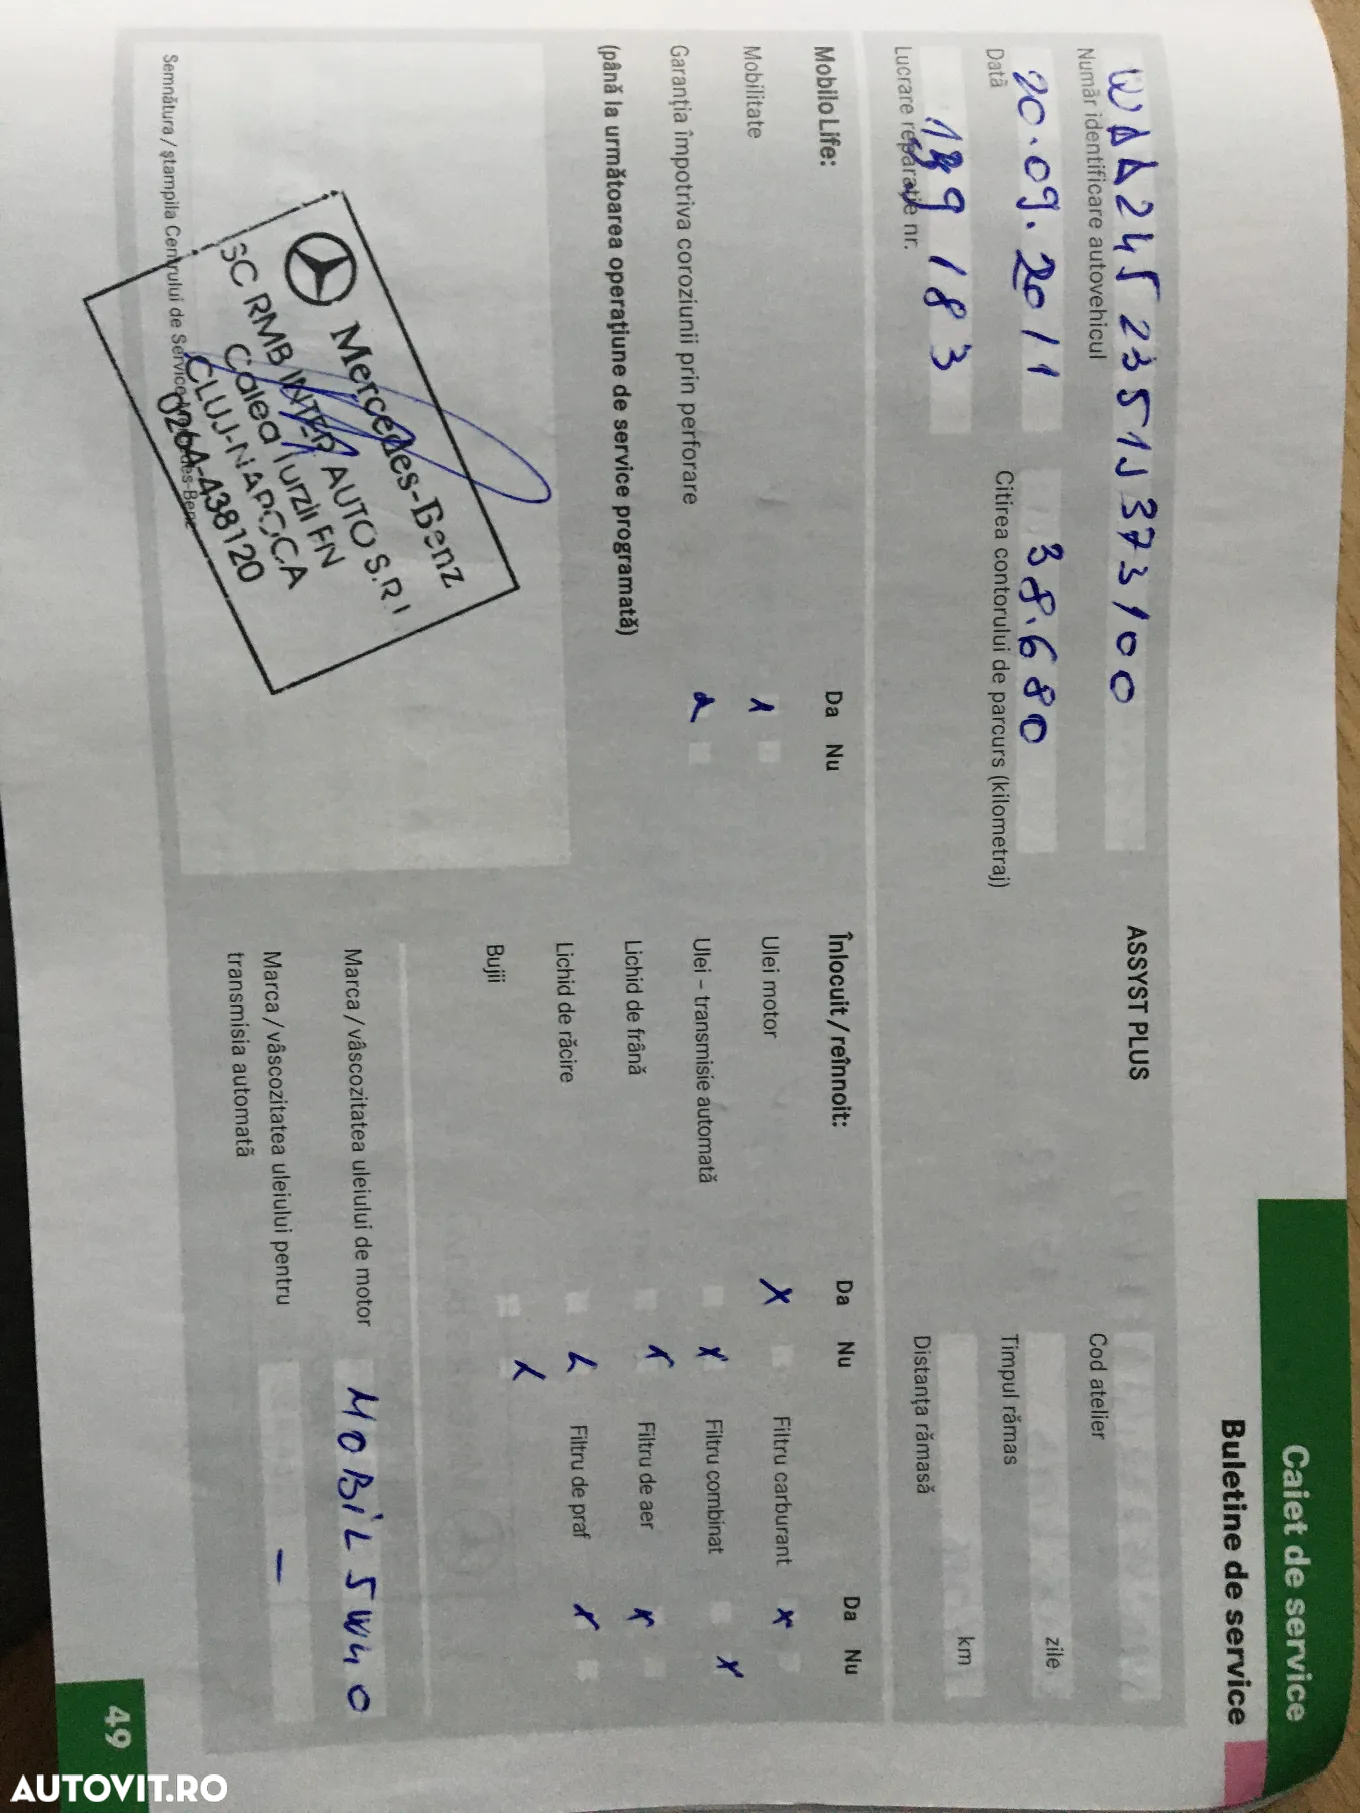 Caiet de service
Buletine de service
WDD2452351J373100
Număr identificare autovehicul
ASSYST PLUS
Cod atelier
20.09.2011
Dată
38.680
Citirea contorului de parcurs (kilometraj)
Timpul rămas
zile
139183
Lucrare reparație nr.
Distanța rămasă
km
Mobilo Life:
Da Nu
Înlocuit / reînnoit:
Da Nu
Da Nu
Mobilitate
Ulei motor
x
Filtru carburant
x
Garanția împotriva coroziunii prin perforare
Ulei – transmisie automată
x
Filtru combinat
x
(până la următoarea operațiune de service programată)
Lichid de frână
x
Filtru de aer
x
Lichid de răcire
Filtru de praf
x
Bujii
Marca / vâscozitatea uleiului de motor
MOBIL 5W40
Marca / vâscozitatea uleiului pentru
transmisia automată
–
Mercedes-Benz
SC RMB INTER AUTO S.R.L
Calea Turzii FN
CLUJ-NAPOCA
0264-438120
Semnătura / ștampila Centrului de Service Mercedes-Benz
49
AUTOVIT.RO